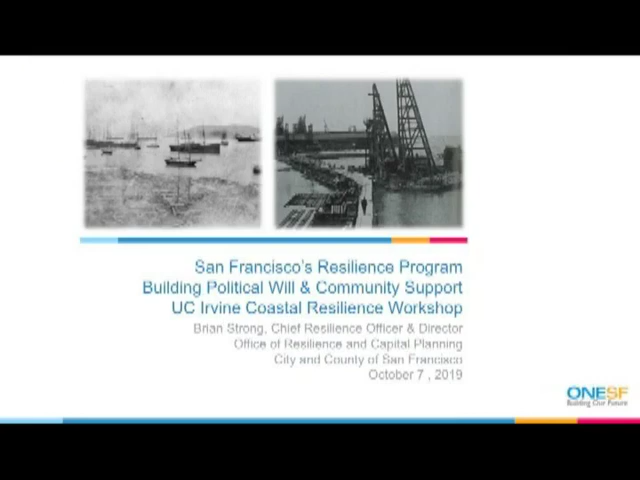 San Francisco's Resilience Program
Building Political Will & Community Support
UC Irvine Coastal Resilience Workshop
Brian Strong, Chief Resilience Officer & Director
Office of Resilience and Capital Planning
City and County of San Francisco
October 7 , 2019
ONESF
Building Our Future